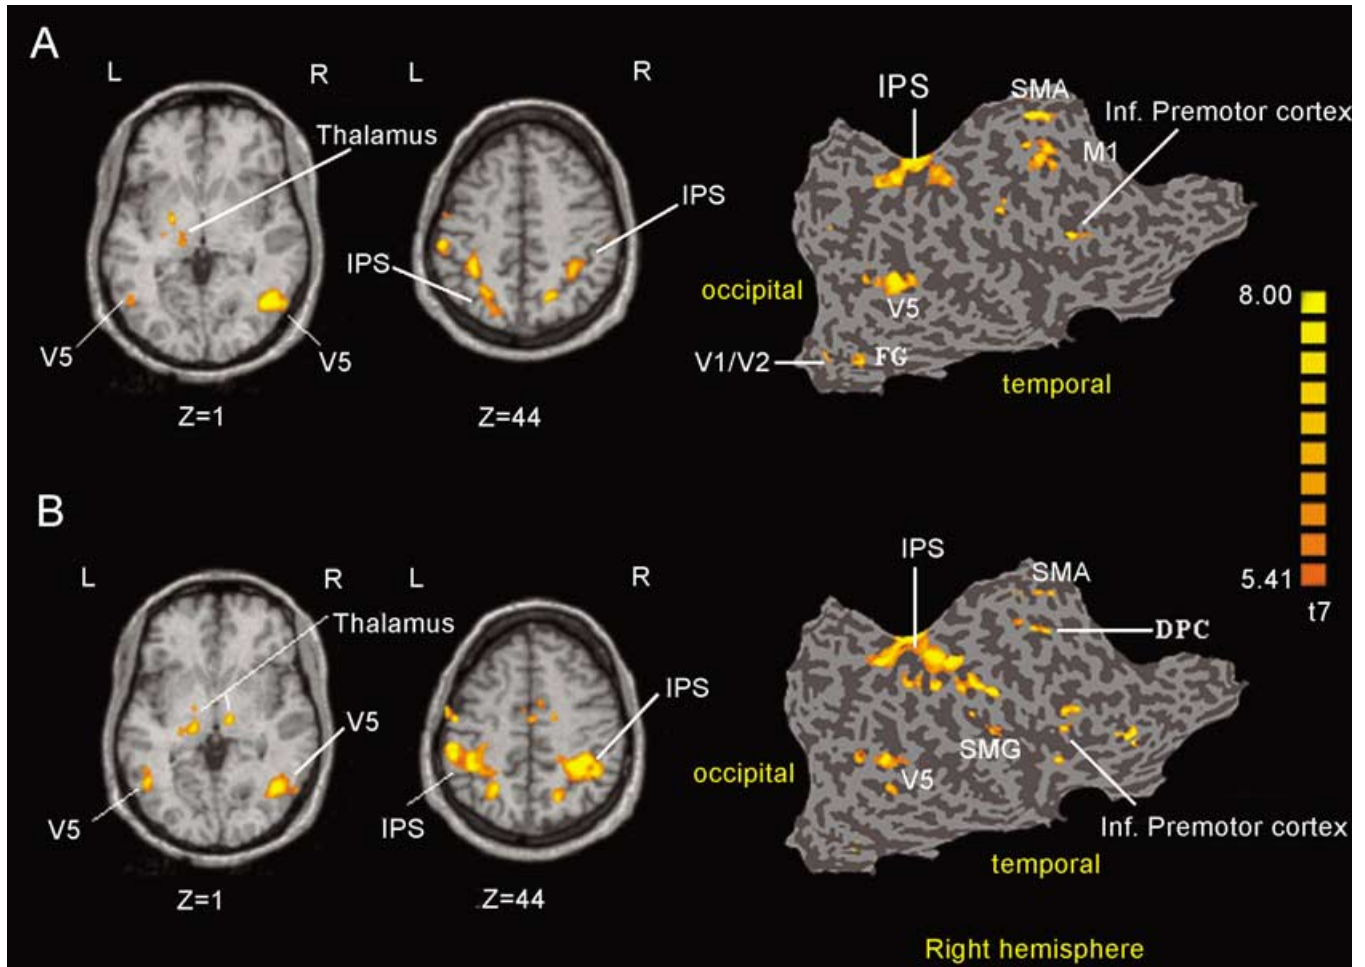 A
L
R
L
R
Thalamus
IPS
IPS
V5
V5
Z=1
Z=44
IPS
SMA
Inf. Premotor cortex
M1
occipital
V5
V1/V2
FG
temporal
8.00
5.41
t7
B
L
R
L
R
Thalamus
V5
IPS
V5
IPS
Z=1
Z=44
IPS
SMA
DPC
SMG
occipital
V5
Inf. Premotor cortex
temporal
Right hemisphere